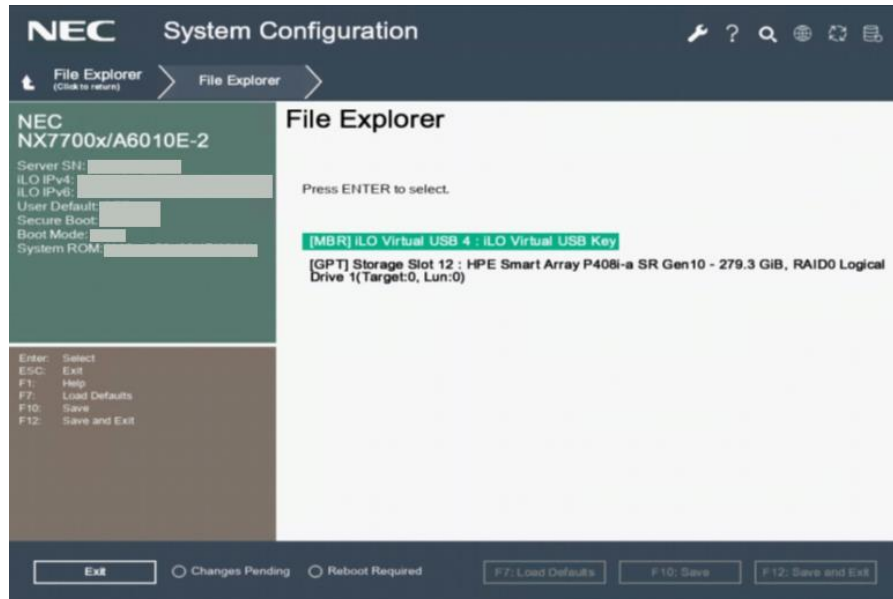 NEC System Configuration
File Explorer
(Click to return)
File Explorer
NEC
NX7700x/A6010E-2
Server SN:
iLO IPv4:
iLO IPv6:
User Default:
Secure Boot:
Boot Mode:
System ROM:
Enter: Select
ESC: Exit
F1: Help
F7: Load Defaults
F10: Save
F12: Save and Exit
File Explorer
Press ENTER to select.
[MBR] iLO Virtual USB 4 : iLO Virtual USB Key
[GPT] Storage Slot 12 : HPE Smart Array P408i-a SR Gen10 - 279.3 GiB, RAID0 Logical
Drive 1(Target:0, Lun:0)
Exit
Changes Pending
Reboot Required
F7: Load Defaults
F10: Save
F12: Save and Exit